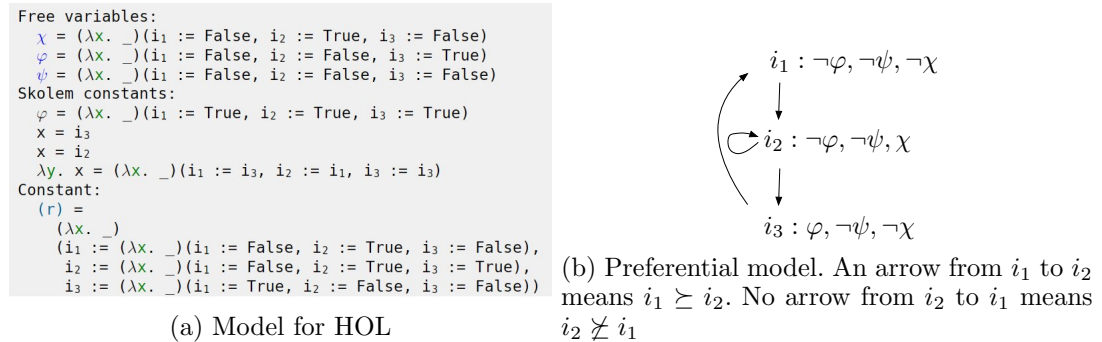 Free variables:
χ = (λx. _)(i₁ := False, i₂ := True, i₃ := False)
φ = (λx. _)(i₁ := False, i₂ := False, i₃ := True)
ψ = (λx. _)(i₁ := False, i₂ := False, i₃ := False)
Skolem constants:
φ = (λx. _)(i₁ := True, i₂ := True, i₃ := True)
x = i₃
x = i₂
λy. x = (λx. _)(i₁ := i₃, i₂ := i₁, i₃ := i₃)
Constant:
(r) =
(λx. _)
(i₁ := (λx. _)(i₁ := False, i₂ := True, i₃ := False),
i₂ := (λx. _)(i₁ := False, i₂ := True, i₃ := True),
i₃ := (λx. _)(i₁ := True, i₂ := False, i₃ := False))
(a) Model for HOL
i₁ : ¬φ, ¬ψ, ¬χ
i₂ : ¬φ, ¬ψ, χ
i₃ : φ, ¬ψ, ¬χ
(b) Preferential model. An arrow from i₁ to i₂
means i₁ ⪰ i₂. No arrow from i₂ to i₁ means
i₂ ⋡ i₁